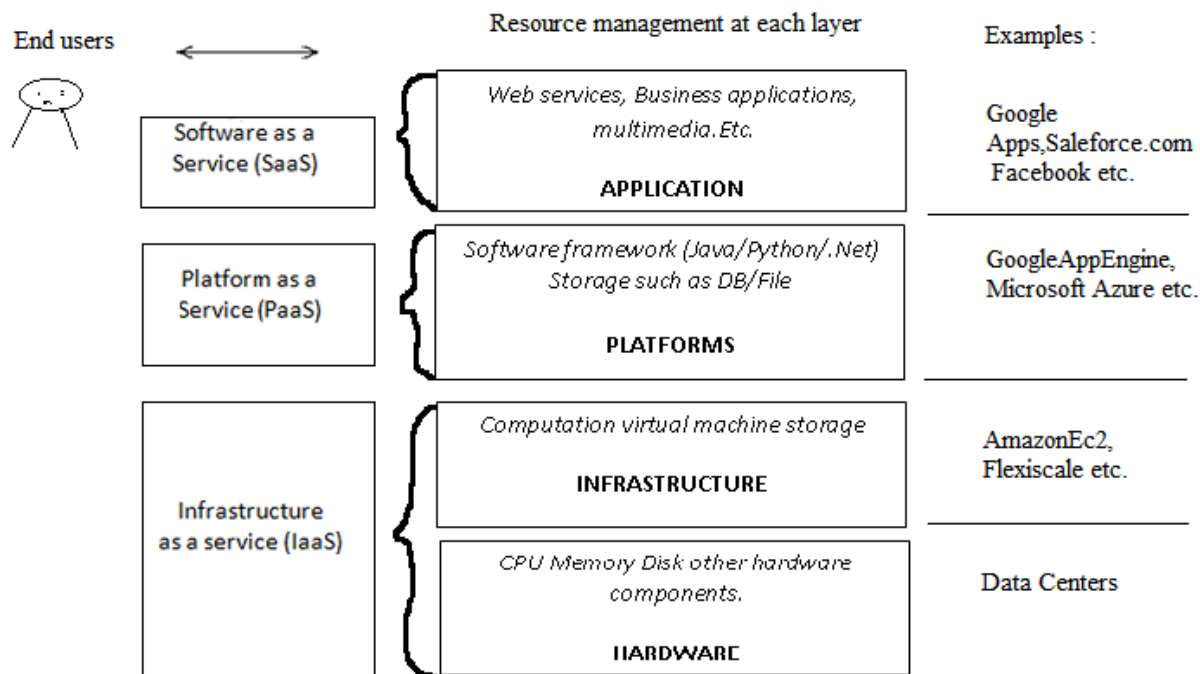 End users
Resource management at each layer
Examples :
Software as a
Service (SaaS)
Web services, Business applications,
multimedia.Etc.
APPLICATION
Google
Apps,Saleforce.com
Facebook etc.
Platform as a
Service (PaaS)
Software framework (Java/Python/.Net)
Storage such as DB/File
PLATFORMS
GoogleAppEngine,
Microsoft Azure etc.
Infrastructure
as a service (IaaS)
Computation virtual machine storage
INFRASTRUCTURE
AmazonEc2,
Flexiscale etc.
CPU Memory Disk other hardware
components.
HARDWARE
Data Centers